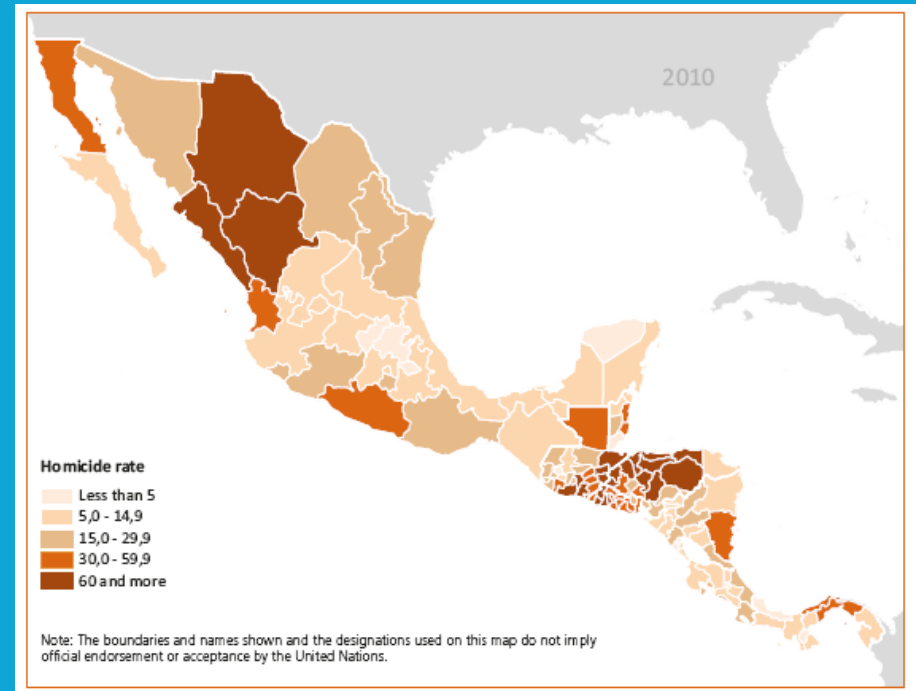 2010
Homicide rate
Less than 5
5,0 - 14,9
15,0 - 29,9
30,0 - 59,9
60 and more
Note: The boundaries and names shown and the designations used on this map do not imply
official endorsement or acceptance by the United Nations.